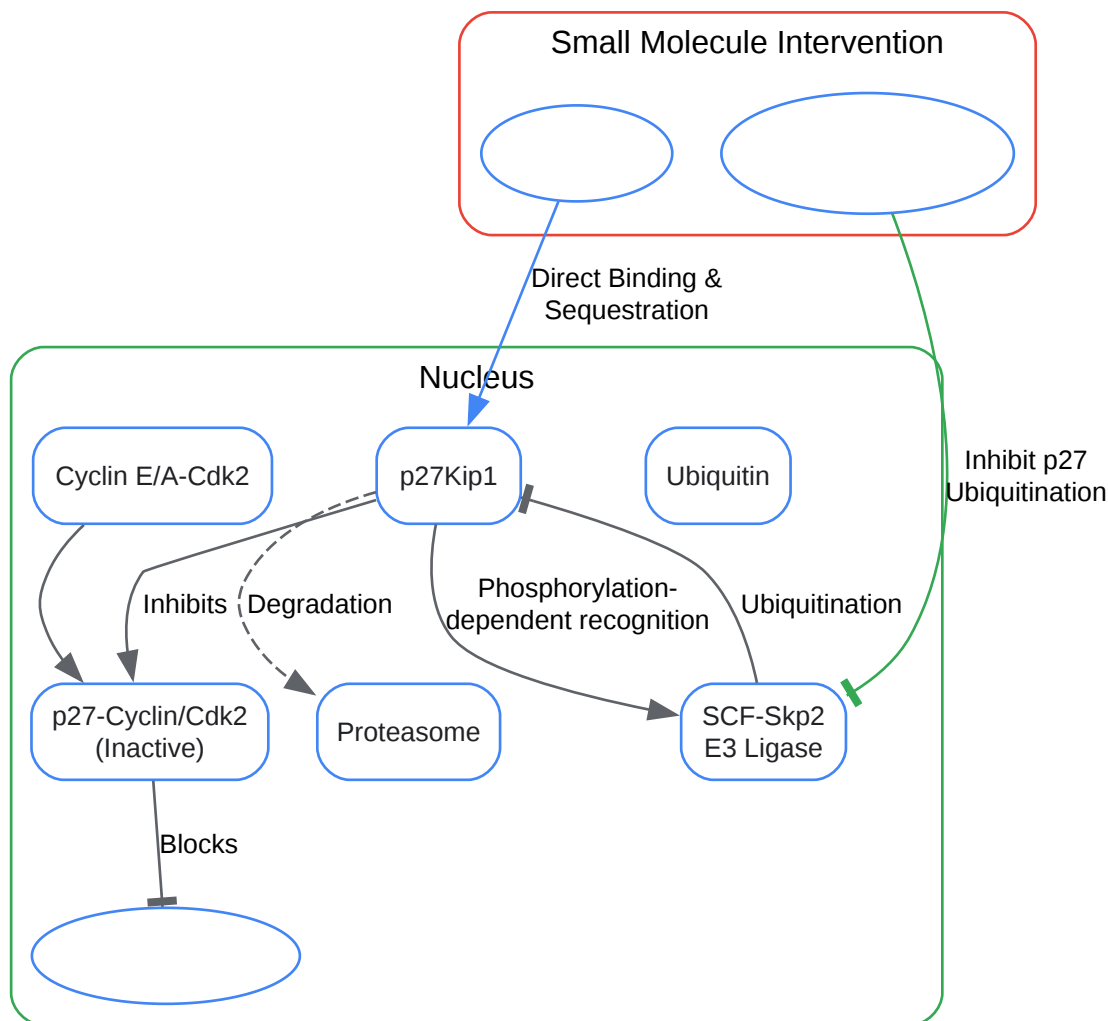 Small Molecule Intervention
Direct Binding &
Sequestration
Nucleus
Cyclin E/A-Cdk2
p27Kip1
Ubiquitin
Inhibit p27
Ubiquitination
Inhibits
Degradation
Phosphorylation-
dependent recognition
Ubiquitination
p27-Cyclin/Cdk2
(Inactive)
Proteasome
SCF-Skp2
E3 Ligase
Blocks